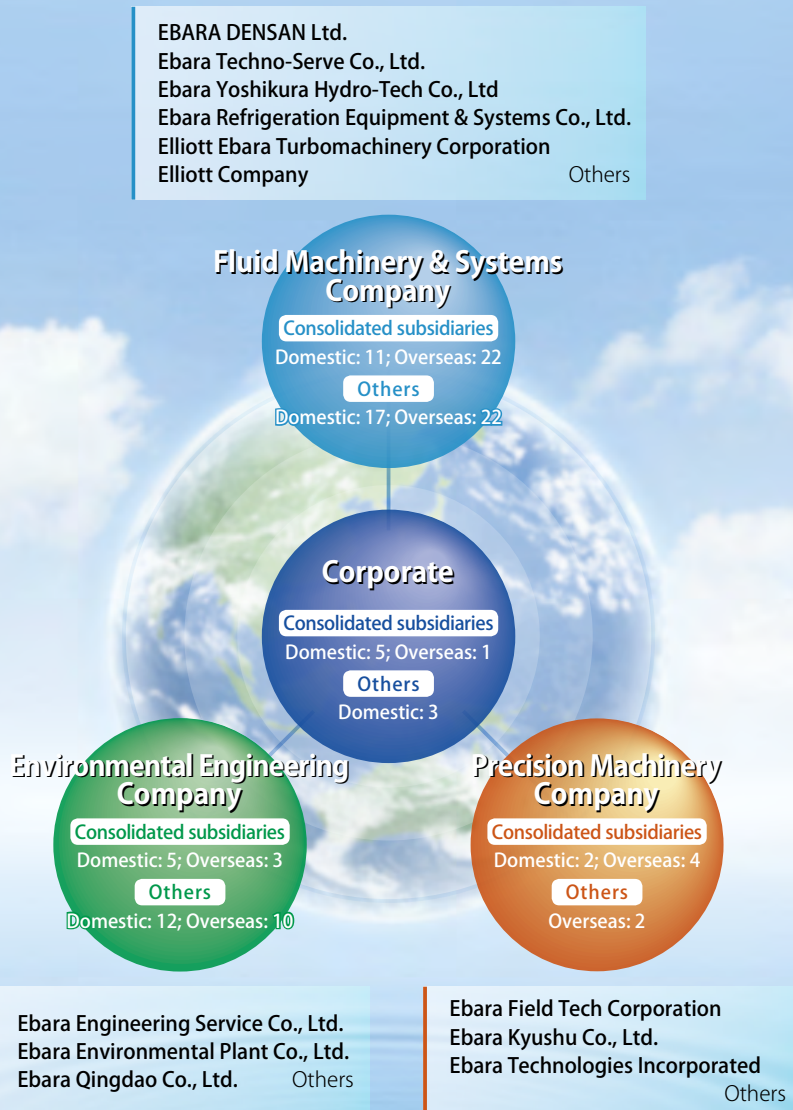 EBARA DENSAN Ltd.
Ebara Techno-Serve Co., Ltd.
Ebara Yoshikura Hydro-Tech Co., Ltd
Ebara Refrigeration Equipment & Systems Co., Ltd.
Elliott Ebara Turbomachinery Corporation
Elliott Company Others
Fluid Machinery & Systems
Company
Consolidated subsidiaries
Domestic: 11; Overseas: 22
Others
Domestic: 17; Overseas: 22
Corporate
Consolidated subsidiaries
Domestic: 5; Overseas: 1
Others
Domestic: 3
Environmental Engineering
Company
Consolidated subsidiaries
Domestic: 5; Overseas: 3
Others
Domestic: 12; Overseas: 10
Precision Machinery
Company
Consolidated subsidiaries
Domestic: 2; Overseas: 4
Others
Overseas: 2
Ebara Engineering Service Co., Ltd.
Ebara Environmental Plant Co., Ltd.
Ebara Qingdao Co., Ltd. Others
Ebara Field Tech Corporation
Ebara Kyushu Co., Ltd.
Ebara Technologies Incorporated
Others